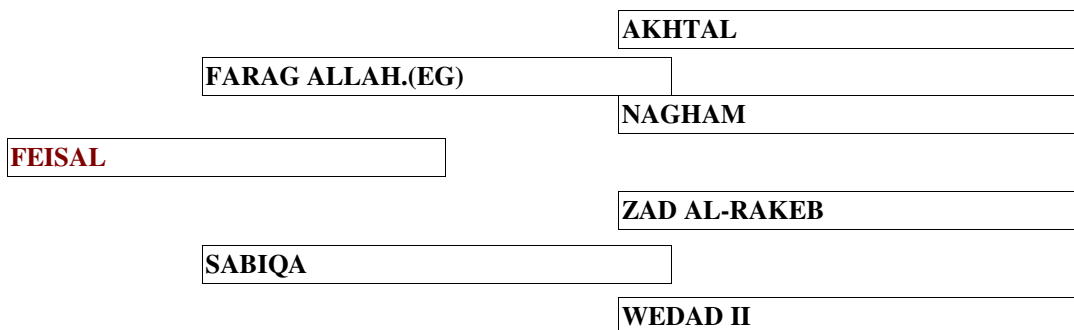 AKHTAL
FARAG ALLAH.(EG)
NAGHAM
FEISAL
ZAD AL-RAKEB
SABIQA
WEDAD II